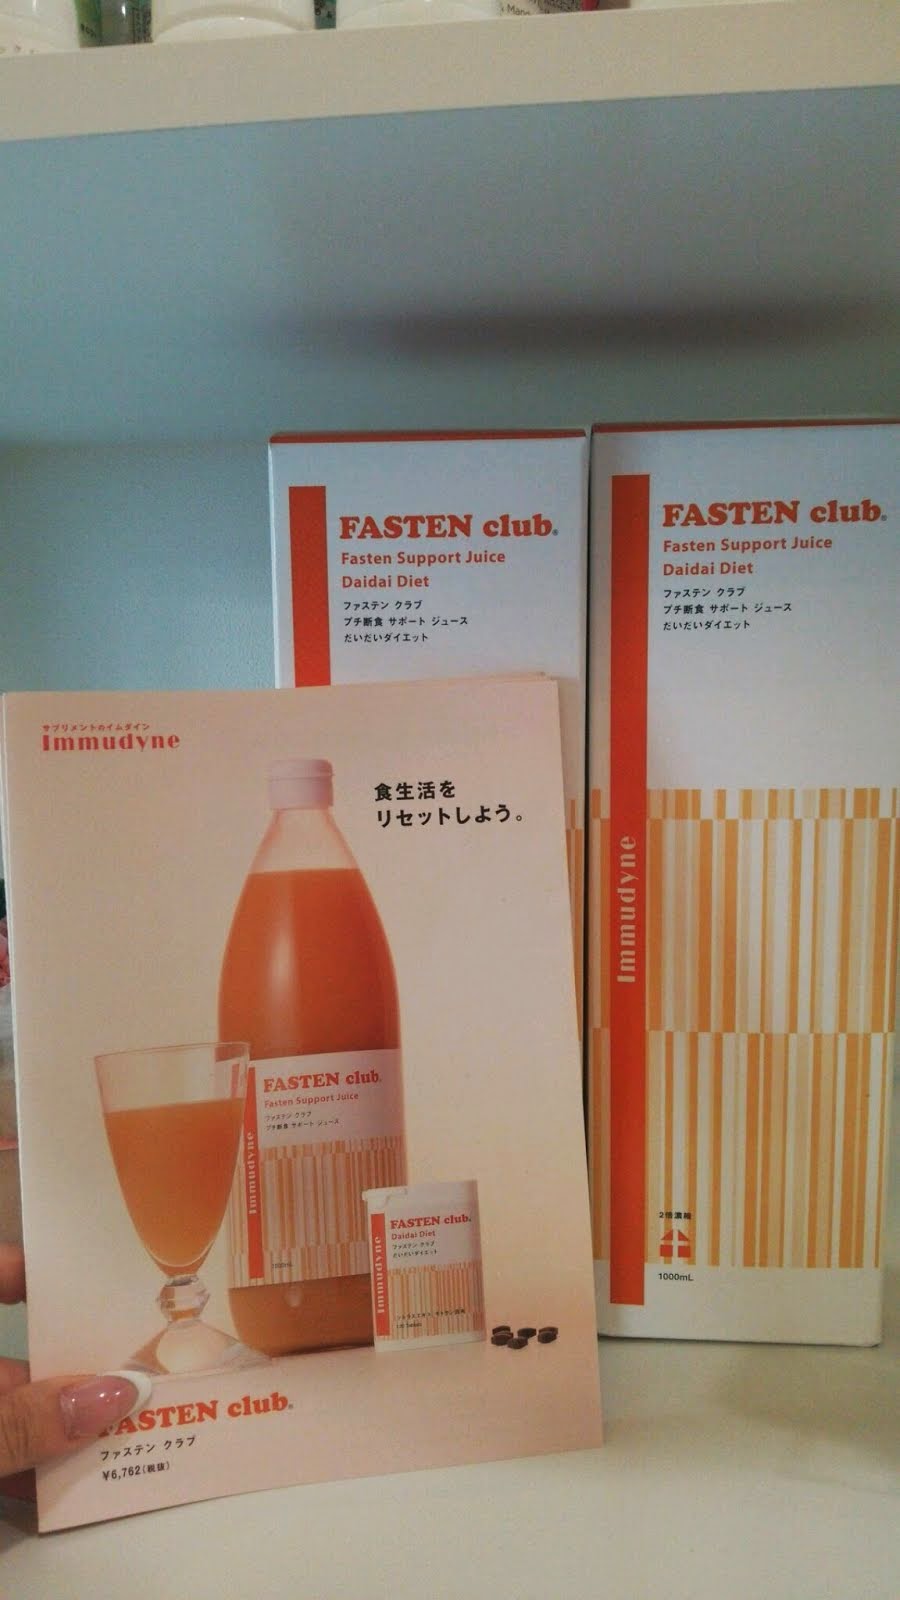 FASTEN club®
Fasten Support Juice
Daidai Diet
ファステン クラブ
プチ断食 サポート ジュース
だいだいダイエット
FASTEN club®
Fasten Support Juice
Daidai Diet
ファステン クラブ
プチ断食 サポート ジュース
だいだいダイエット
Immudyne
2倍濃縮
1000mL
サプリメントのイムダイン
Immudyne
食生活を
リセットしよう。
FASTEN club®
Fasten Support Juice
ファステン クラブ
プチ断食 サポート ジュース
Immudyne
1000mL
FASTEN club®
Daidai Diet
ファステン クラブ
だいだいダイエット
Immudyne
FASTEN club®
ファステン クラブ
¥6,762(税抜)